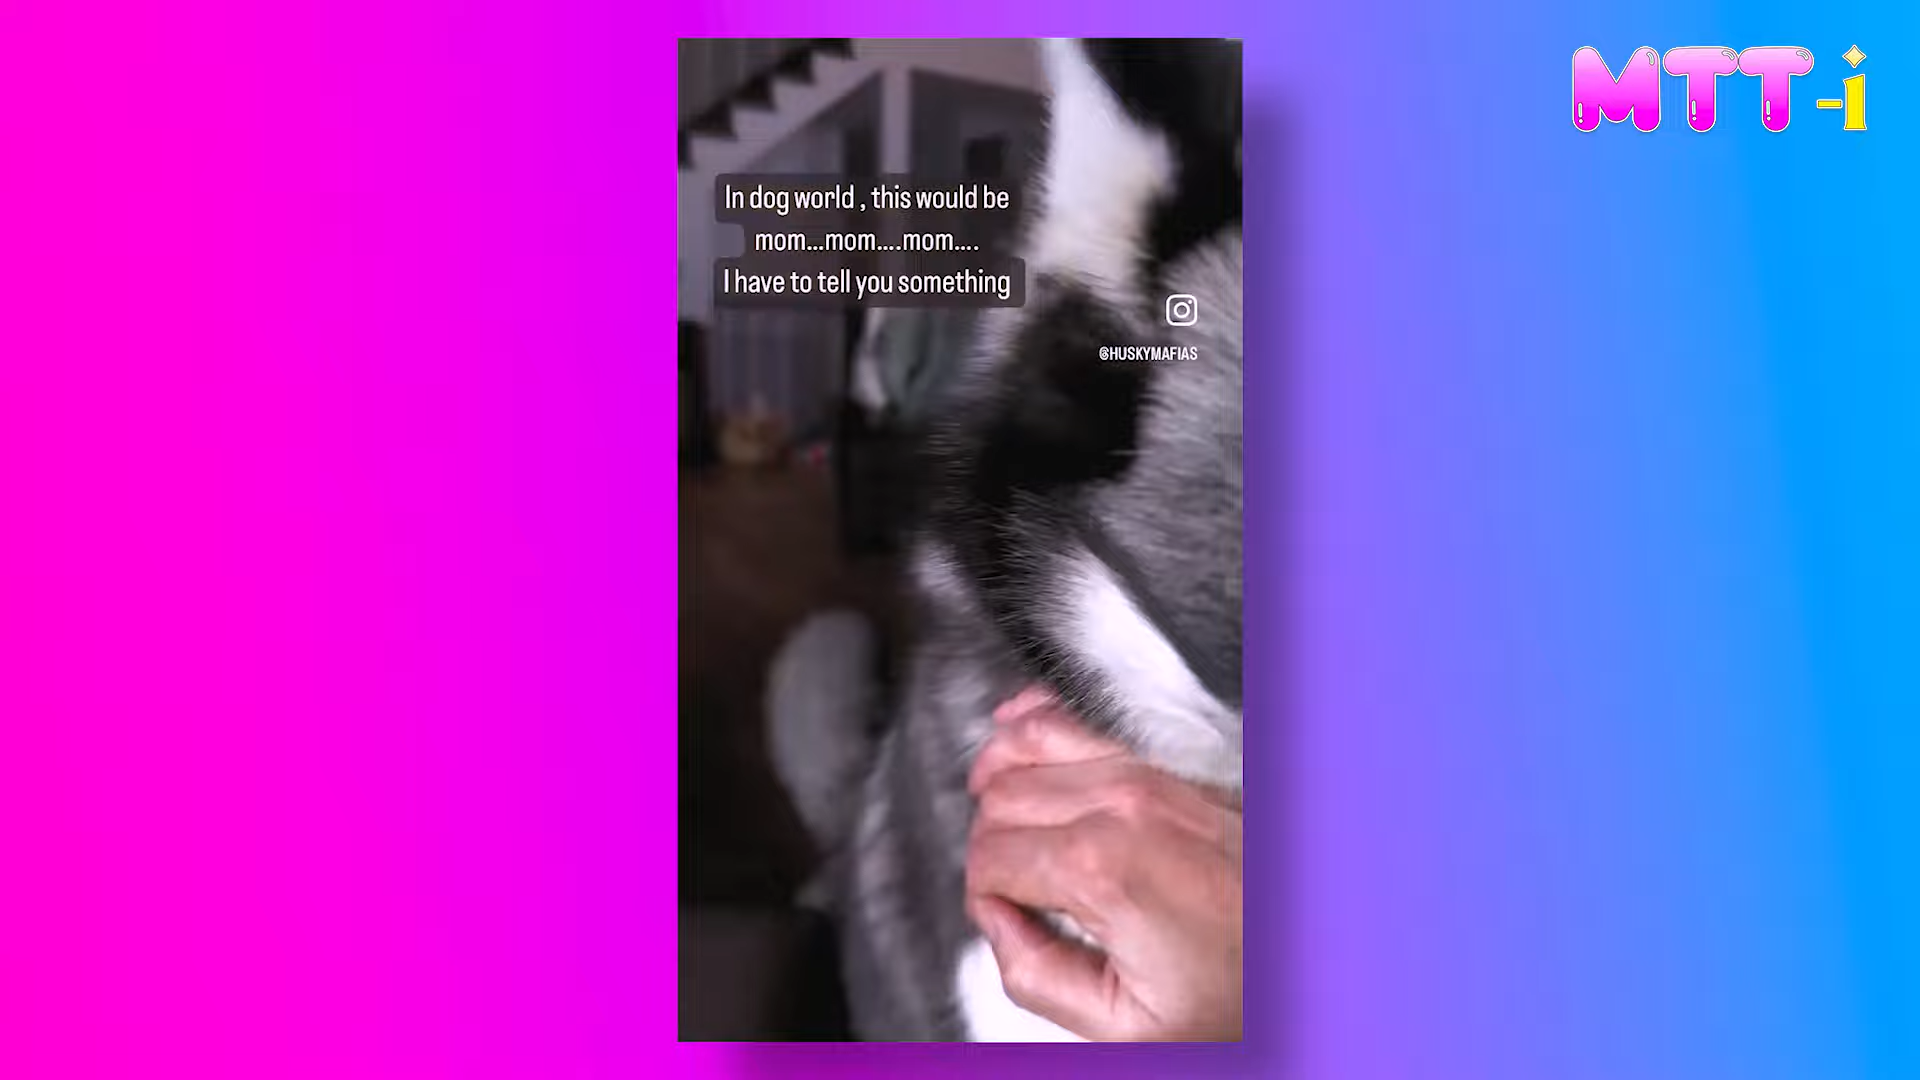 MTT-i
In dog world , this would be
mom...mom....mom....
I have to tell you something
@HUSKYMAFIAS